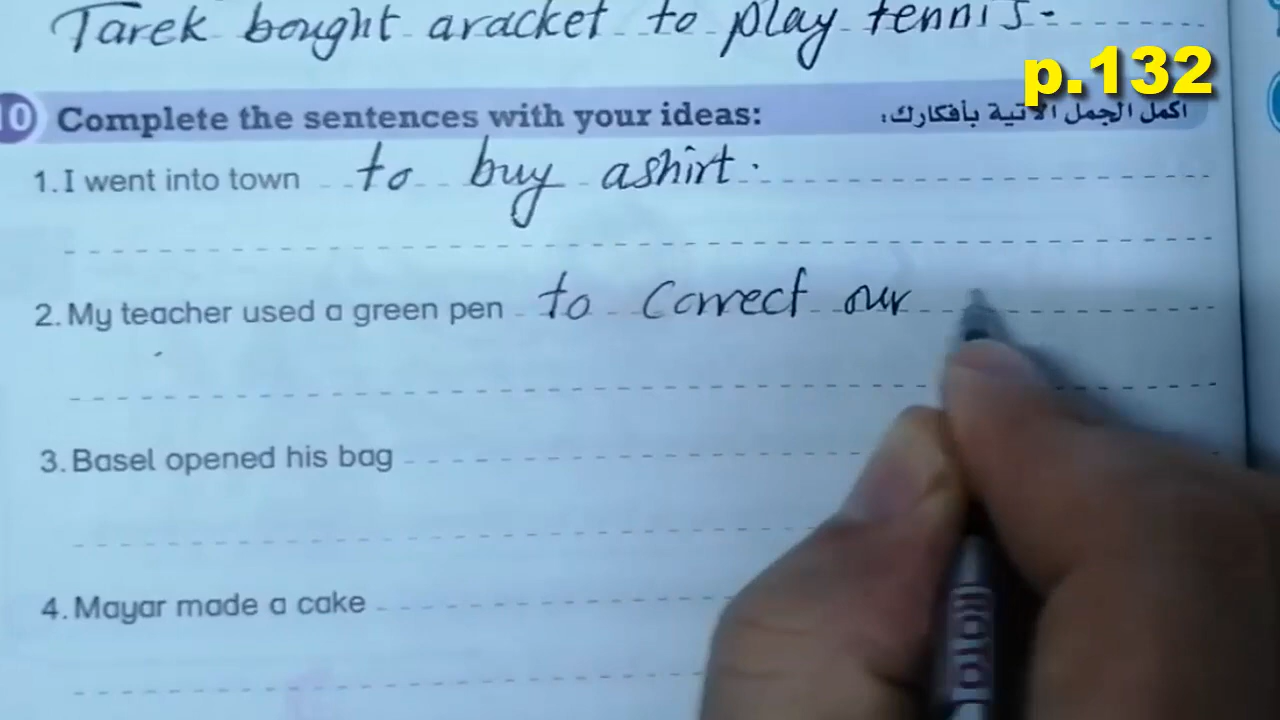 Tarek bought aracket to play tennis.
p.132
10 Complete the sentences with your ideas: اكمل الجمل الآتية بأفكارك:
1. I went into town to buy ashirt.
2. My teacher used a green pen to correct our
3. Basel opened his bag
4. Mayar made a cake